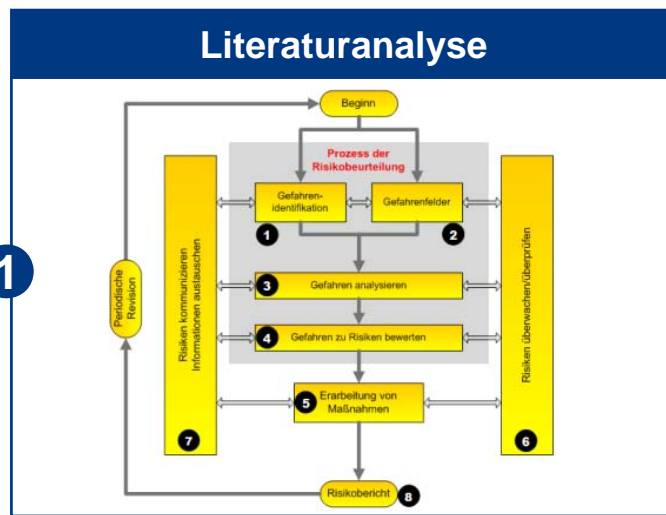 Literaturanalyse
Beginn
Prozess der
Risikobeurteilung
Gefahren-
identifikation
Gefahrenfelder
1
2
1
3
Gefahren analysieren
4
Gefahren zu Risiken bewerten
5
Erarbeitung von
Maßnahmen
Periodische
Revision
Risiken kommunizieren
Informationen austauschen
7
Risiken überwachen/überprüfen
6
Risikobericht
8